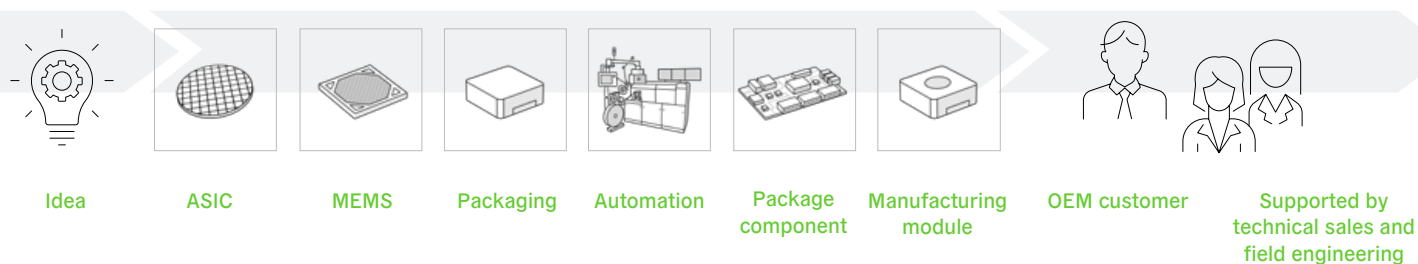 Idea
ASIC
MEMS
Packaging
Automation
Package
component
Manufacturing
module
OEM customer
Supported by
technical sales and
field engineering